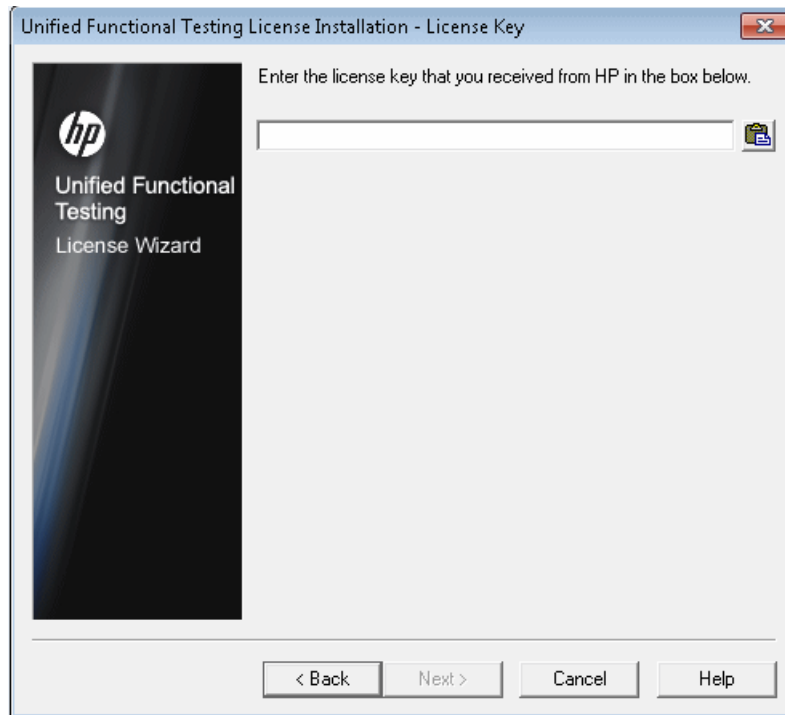 Unified Functional Testing License Installation - License Key
Enter the license key that you received from HP in the box below.
hp
Unified Functional
Testing
License Wizard
< Back
Next >
Cancel
Help